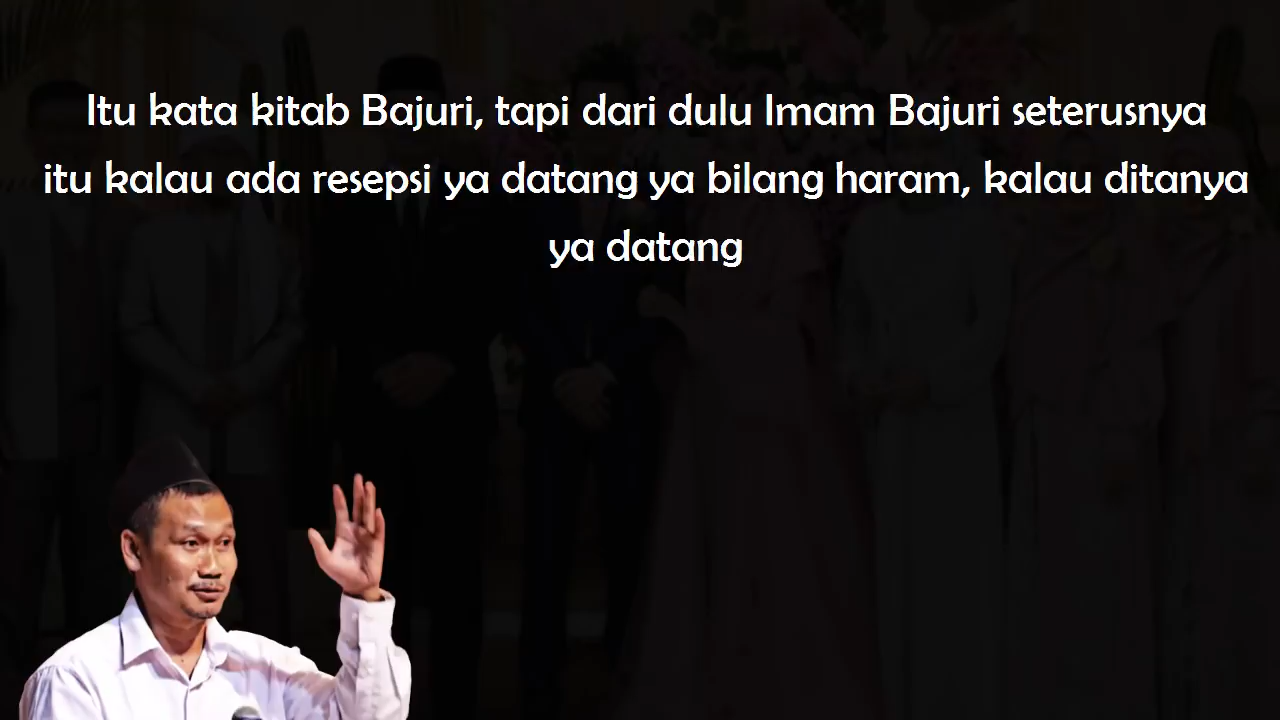 Itu kata kitab Bajuri, tapi dari dulu Imam Bajuri seterusnya
itu kalau ada resepsi ya datang ya bilang haram, kalau ditanya
ya datang